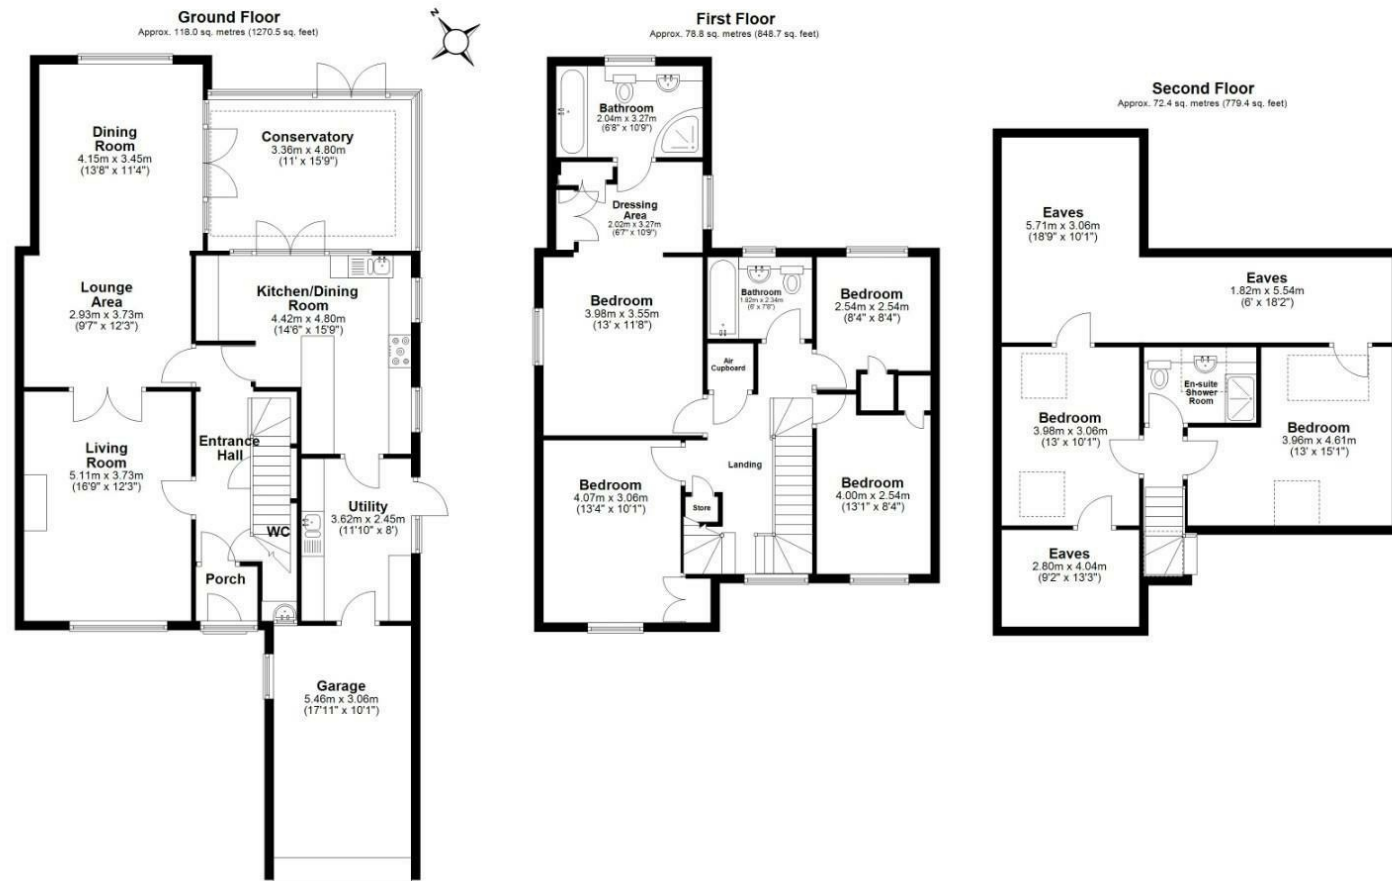 Ground Floor
Approx. 118.0 sq. metres (1270.5 sq. feet)
N
Dining
Room
4.15m x 3.45m
(13'8" x 11'4")
Conservatory
3.36m x 4.80m
(11' x 15'9")
Lounge
Area
2.93m x 3.73m
(9'7" x 12'3")
Kitchen/Dining
Room
4.42m x 4.80m
(14'6" x 15'9")
Living
Room
5.11m x 3.73m
(16'9" x 12'3")
Entrance
Hall
Utility
3.62m x 2.45m
(11'10" x 8')
WC
Porch
Garage
5.46m x 3.06m
(17'11" x 10'1")
First Floor
Approx. 78.8 sq. metres (848.7 sq. feet)
Bathroom
2.04m x 3.27m
(6'8" x 10'9")
Dressing
Area
2.02m x 3.27m
(6'7" x 10'9")
Bedroom
3.98m x 3.55m
(13' x 11'8")
Bathroom
1.82m x 2.34m
(6' x 7'8")
Bedroom
2.54m x 2.54m
(8'4" x 8'4")
Air
Cupboard
Landing
Bedroom
4.07m x 3.06m
(13'4" x 10'1")
Store
Bedroom
4.00m x 2.54m
(13'1" x 8'4")
Second Floor
Approx. 72.4 sq. metres (779.4 sq. feet)
Eaves
5.71m x 3.06m
(18'9" x 10'1")
Eaves
1.82m x 5.54m
(6' x 18'2")
En-suite
Shower
Room
Bedroom
3.98m x 3.06m
(13' x 10'1")
Bedroom
3.96m x 4.61m
(13' x 15'1")
Eaves
2.80m x 4.04m
(9'2" x 13'3")